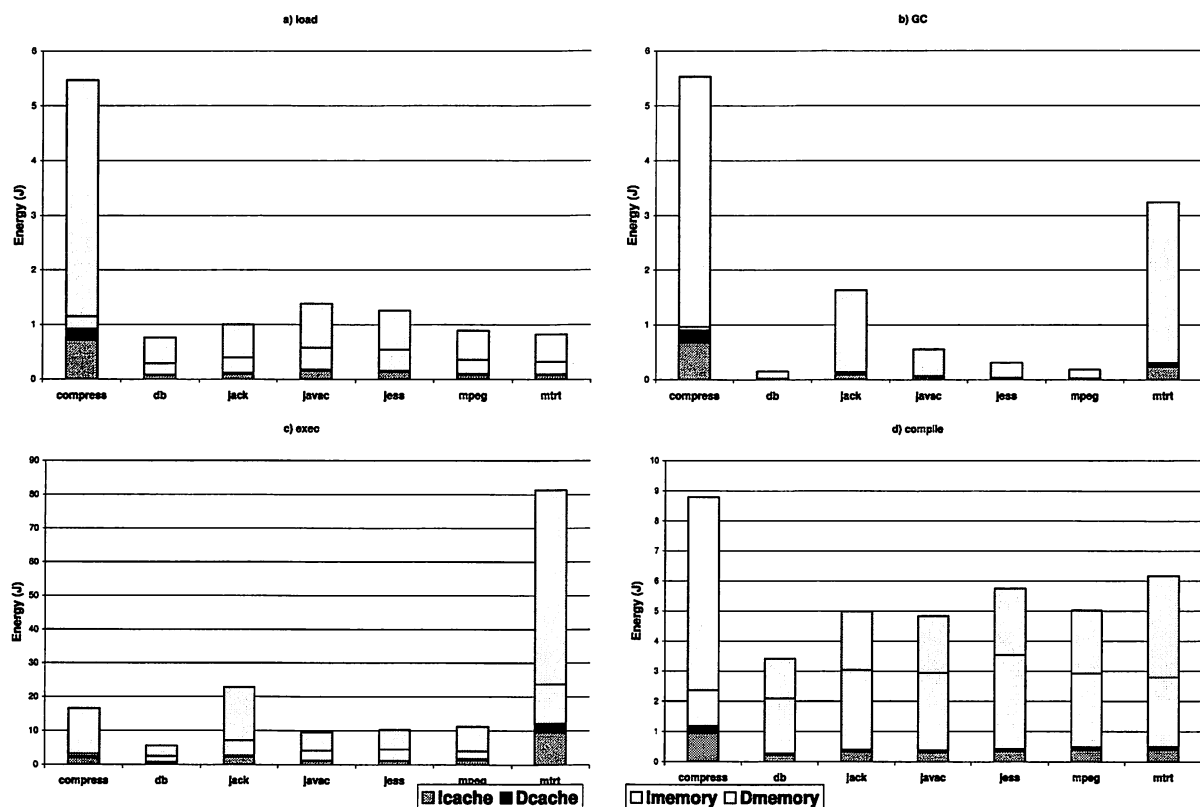 a) load
Energy (J)
6
5
4
3
2
1
0
compress db jack javac jess mpeg mtrt
b) GC
Energy (J)
6
5
4
3
2
1
0
compress db jack javac jess mpeg mtrt
c) exec
Energy (J)
90
80
70
60
50
40
30
20
10
0
compress db jack javac jess mpeg mtrt
d) compile
Energy (J)
10
9
8
7
6
5
4
3
2
1
0
compress db jack javac jess mpeg mtrt
Icache Dcache Imemory Dmemory